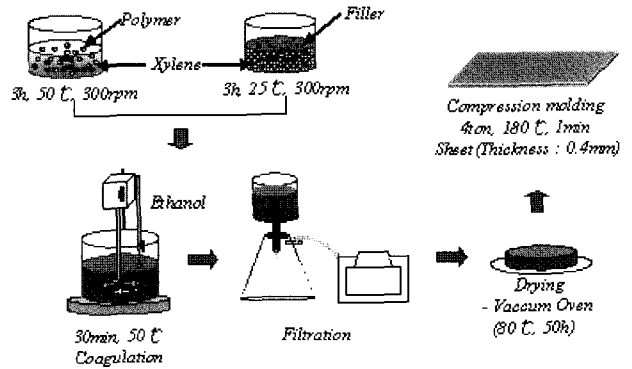 Polymer
Filler
Xylene
3h, 50 ℃, 300rpm
3h, 25 ℃, 300rpm
Compression molding
4ton, 180 ℃, 1min
Sheet (Thickness : 0.4mm)
Ethanol
30min, 50 ℃
Coagulation
Filtration
Drying
- Vaccum Oven
(80 ℃, 50h)